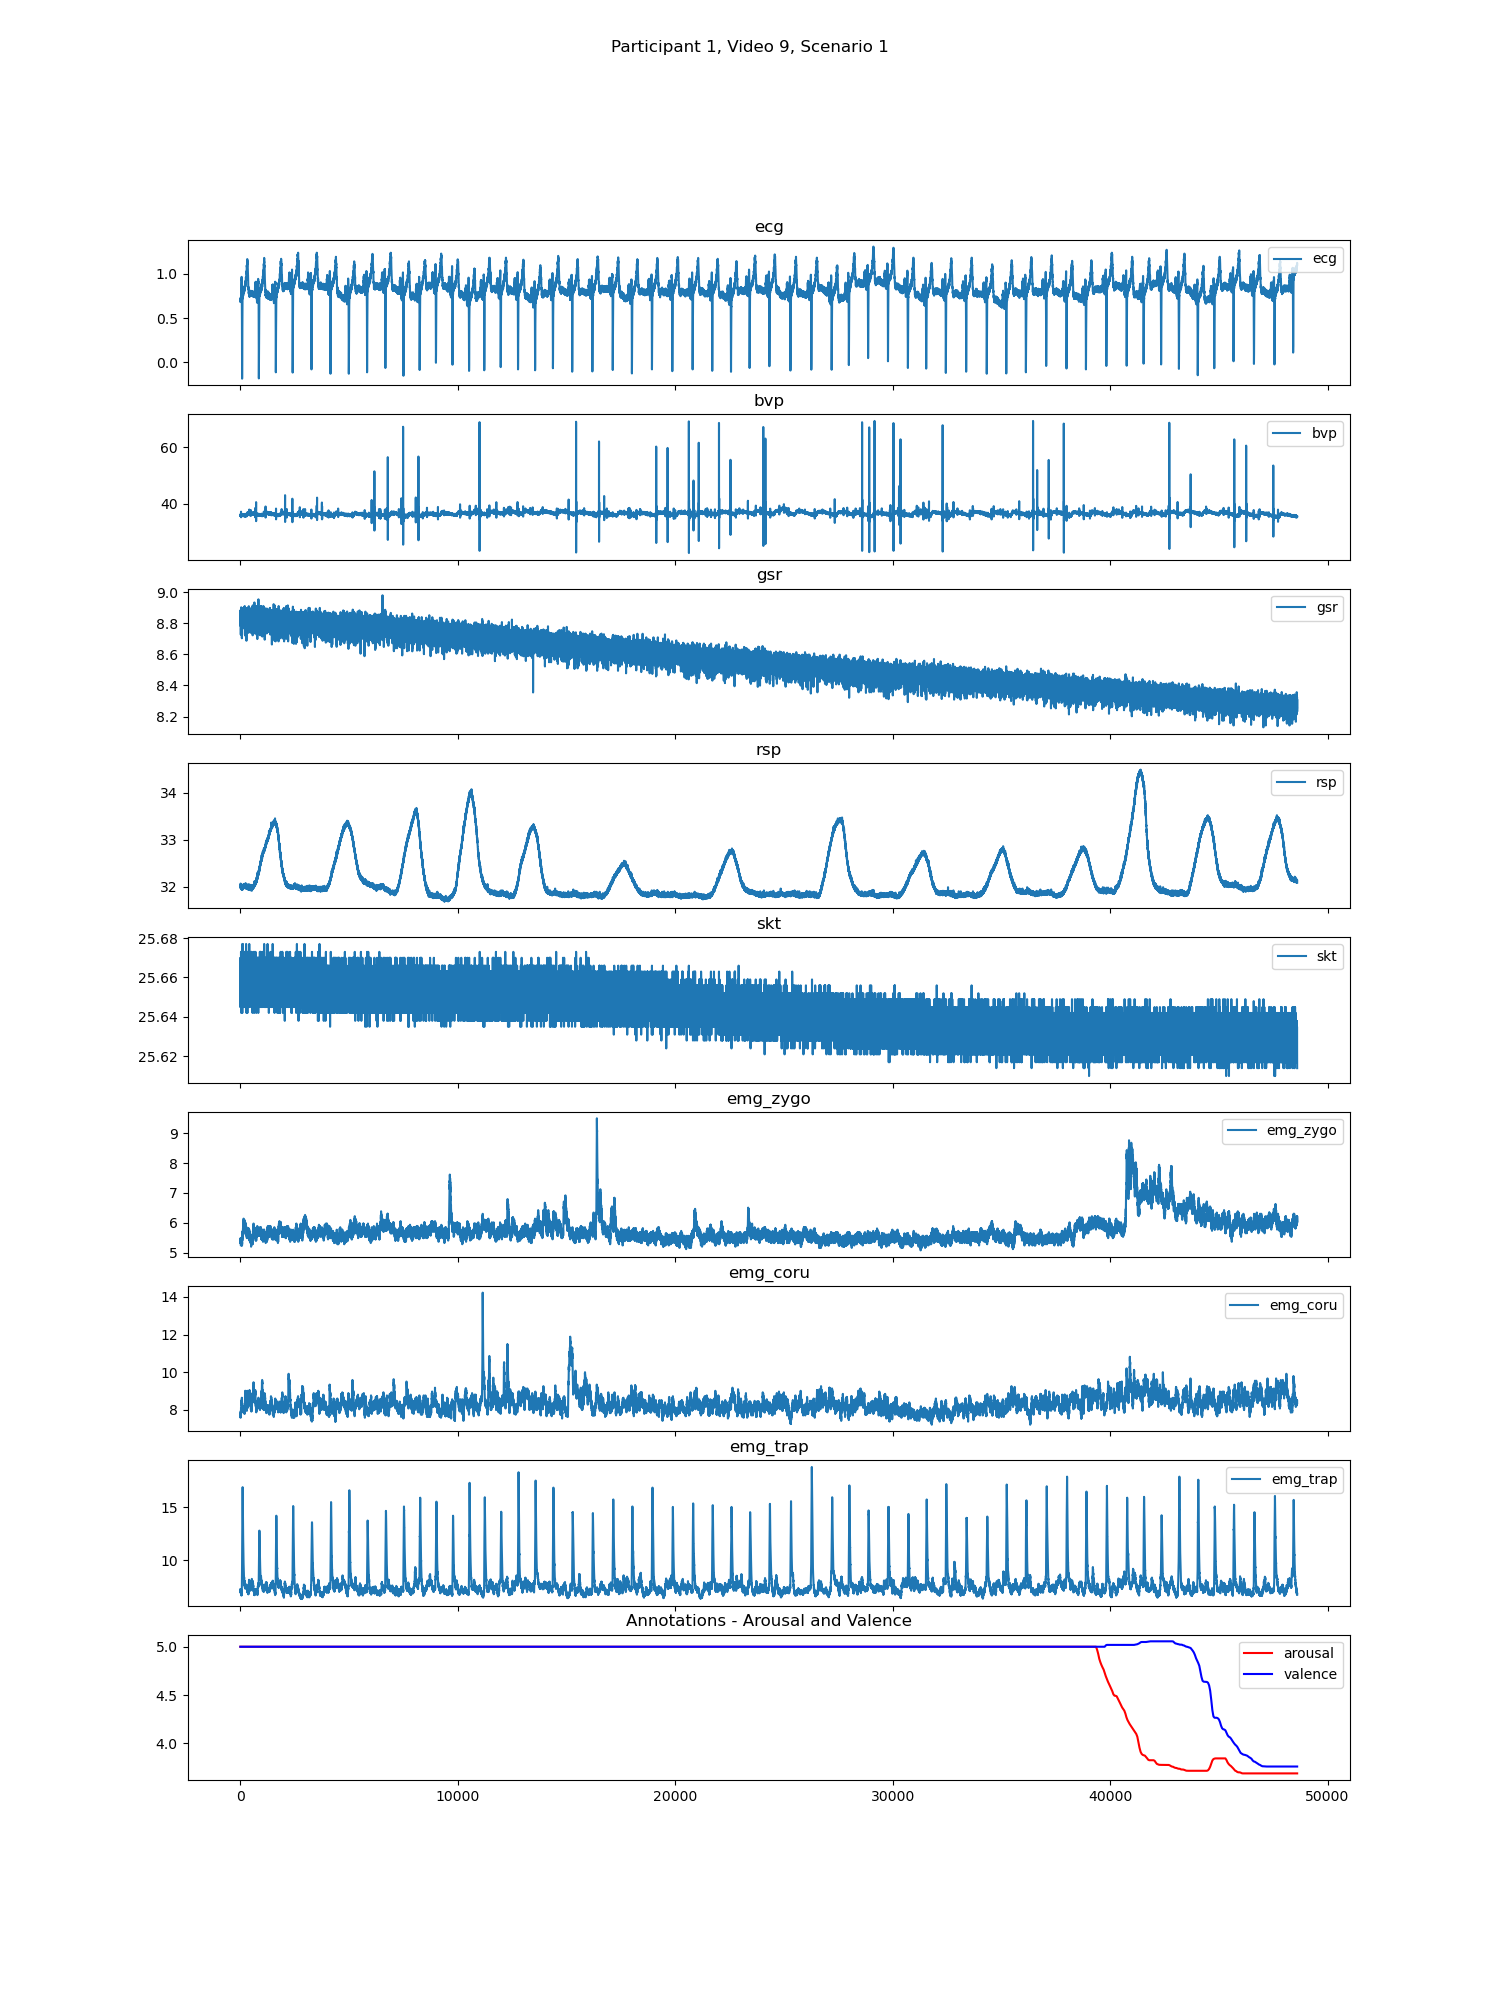 Participant 1, Video 9, Scenario 1
ecg
1.0
0.5
0.0
ecg
bvp
60
40
bvp
gsr
9.0
8.8
8.6
8.4
8.2
gsr
rsp
34
33
32
rsp
skt
25.68
25.66
25.64
25.62
skt
emg_zygo
9
8
7
6
5
emg_zygo
emg_coru
14
12
10
8
emg_coru
emg_trap
15
10
emg_trap
Annotations - Arousal and Valence
5.0
4.5
4.0
arousal
valence
0 10000 20000 30000 40000 50000